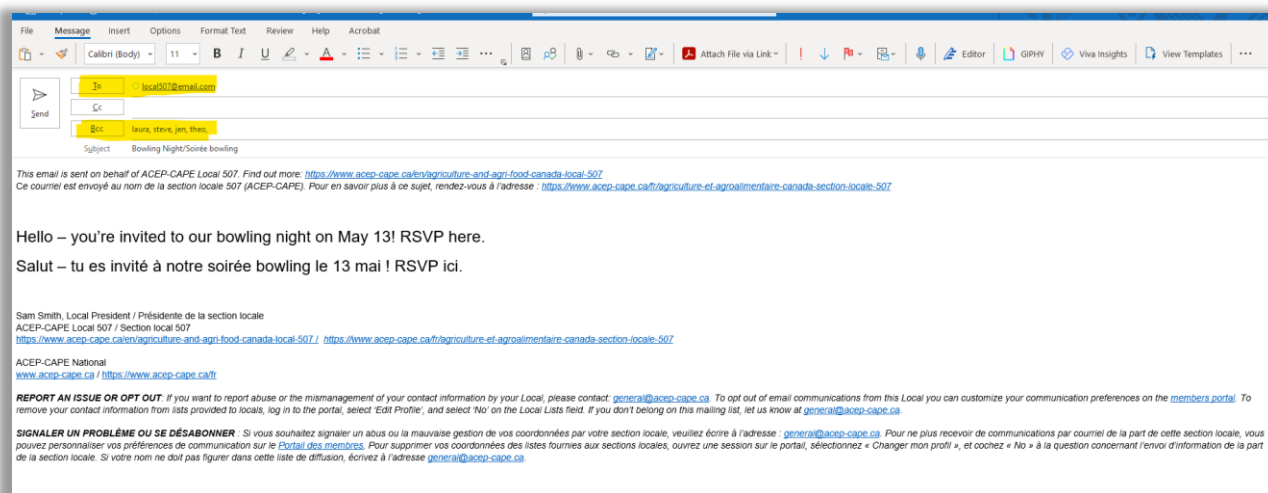 File Message Insert Options Format Text Review Help Acrobat
Calibri (Body) 11 B I U A Attach File via Link Editor GIPHY Viva Insights View Templates
To local507@email.com
Send
Cc
Bcc laura, steve, jen, theo,
Subject Bowling Night/Soirée bowling
This email is sent on behalf of ACEP-CAPE Local 507. Find out more: https://www.acep-cape.ca/en/agriculture-and-agri-food-canada-local-507
Ce courriel est envoyé au nom de la section locale 507 (ACEP-CAPE). Pour en savoir plus à ce sujet, rendez-vous à l'adresse : https://www.acep-cape.ca/fr/agriculture-et-agroalimentaire-canada-section-locale-507
Hello – you're invited to our bowling night on May 13! RSVP here.
Salut – tu es invité à notre soirée bowling le 13 mai ! RSVP ici.
Sam Smith, Local President / Présidente de la section locale
ACEP-CAPE Local 507 / Section local 507
https://www.acep-cape.ca/en/agriculture-and-agri-food-canada-local-507 / https://www.acep-cape.ca/fr/agriculture-et-agroalimentaire-canada-section-locale-507
ACEP-CAPE National
www.acep-cape.ca / https://www.acep-cape.ca/fr
REPORT AN ISSUE OR OPT OUT: If you want to report abuse or the mismanagement of your contact information by your Local, please contact: general@acep-cape.ca. To opt out of email communications from this Local you can customize your communication preferences on the members portal. To
remove your contact information from lists provided to locals, log in to the portal, select 'Edit Profile', and select 'No' on the Local Lists field. If you don't belong on this mailing list, let us know at general@acep-cape.ca.
SIGNALER UN PROBLÈME OU SE DÉSABONNER : Si vous souhaitez signaler un abus ou la mauvaise gestion de vos coordonnées par votre section locale, veuillez écrire à l'adresse : general@acep-cape.ca. Pour ne plus recevoir de communications par courriel de la part de cette section locale, vous
pouvez personnaliser vos préférences de communication sur le Portail des membres. Pour supprimer vos coordonnées des listes fournies aux sections locales, ouvrez une session sur le portail, sélectionnez « Changer mon profil », et cochez « No » à la question concernant l'envoi d'information de la part
de la section locale. Si votre nom ne doit pas figurer dans cette liste de diffusion, écrivez à l'adresse general@acep-cape.ca.